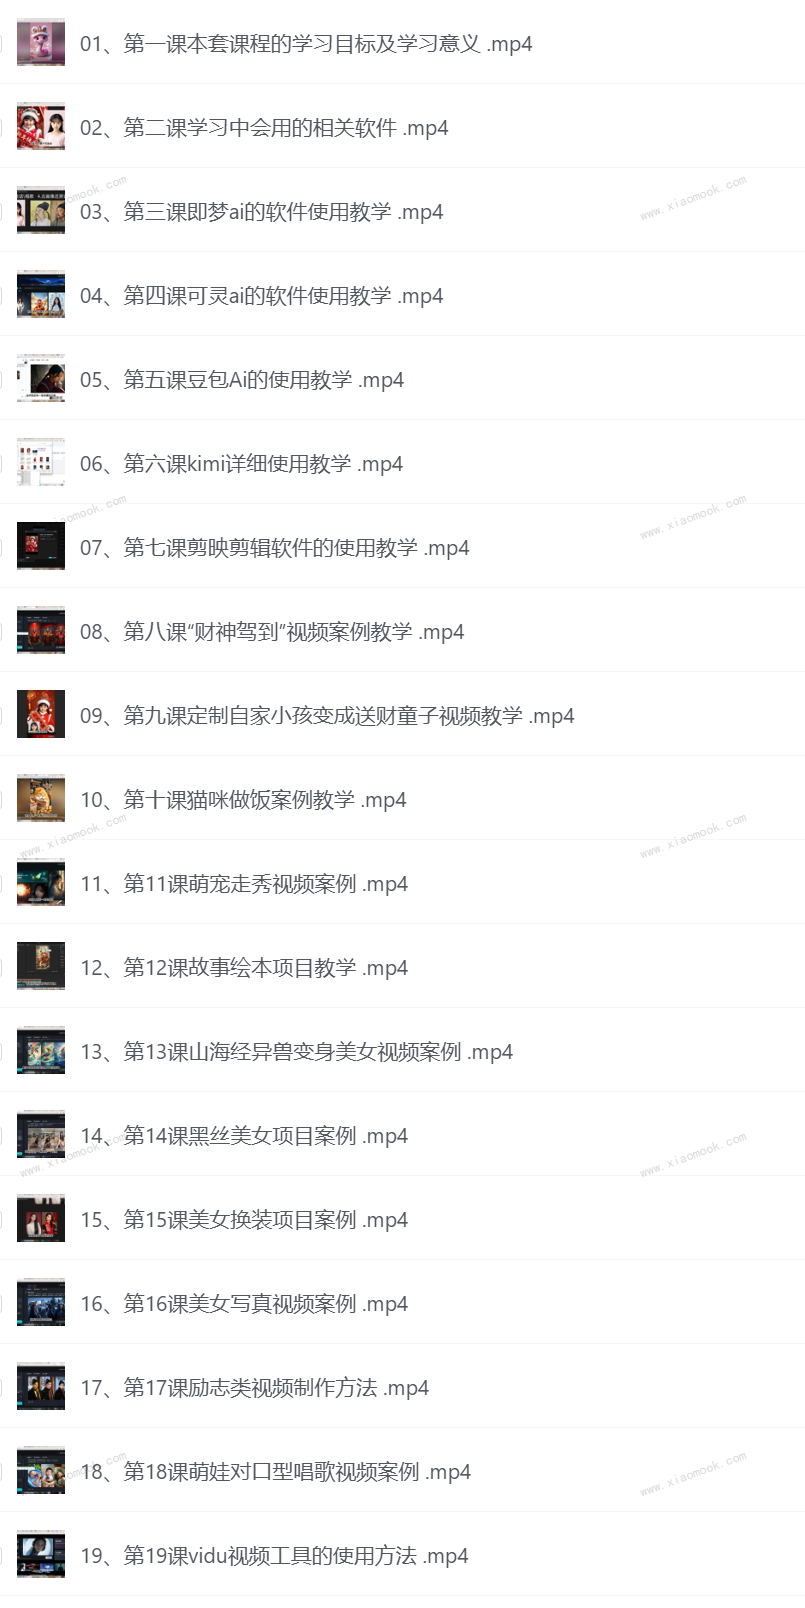 01、第一课本套课程的学习目标及学习意义 .mp4
02、第二课学习中会用的相关软件 .mp4
www.xiaomook.com
03、第三课即梦ai的软件使用教学 .mp4
04、第四课可灵ai的软件使用教学 .mp4
05、第五课豆包Ai的使用教学 .mp4
06、第六课kimi详细使用教学 .mp4
www.xiaomook.com
07、第七课剪映剪辑软件的使用教学 .mp4
08、第八课“财神驾到”视频案例教学 .mp4
09、第九课定制自家小孩变成送财童子视频教学 .mp4
10、第十课猫咪做饭案例教学 .mp4
www.xiaomook.com
www.xiaomook.com
11、第11课萌宠走秀视频案例 .mp4
12、第12课故事绘本项目教学 .mp4
13、第13课山海经异兽变身美女视频案例 .mp4
14、第14课黑丝美女项目案例 .mp4
www.xiaomook.com
www.xiaomook.com
15、第15课美女换装项目案例 .mp4
16、第16课美女写真视频案例 .mp4
17、第17课励志类视频制作方法 .mp4
18、第18课萌娃对口型唱歌视频案例 .mp4
www.xiaomook.com
19、第19课vidu视频工具的使用方法 .mp4